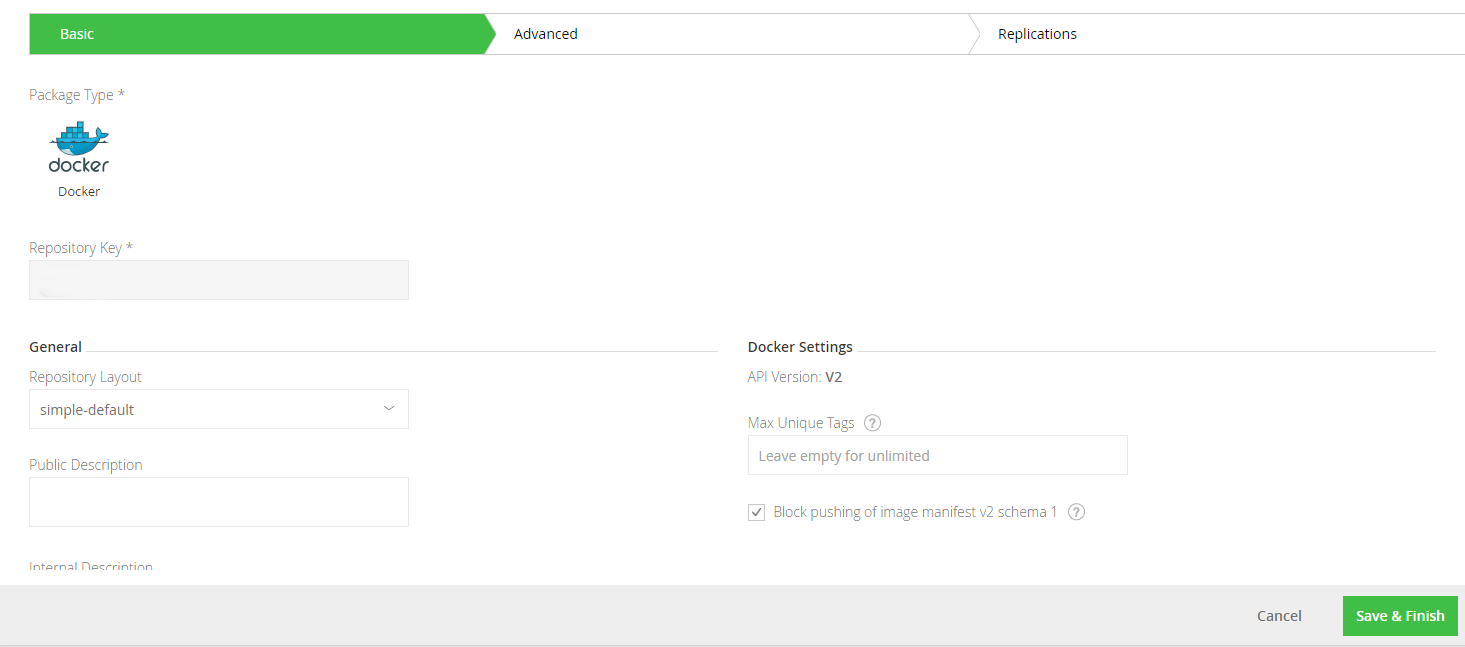 Basic
Advanced
Replications
Package Type *
docker
Docker
Repository Key *
General
Repository Layout
simple-default
Public Description
Internal Description
Docker Settings
API Version: V2
Max Unique Tags ?
Leave empty for unlimited
Block pushing of image manifest v2 schema 1 ?
Cancel
Save & Finish